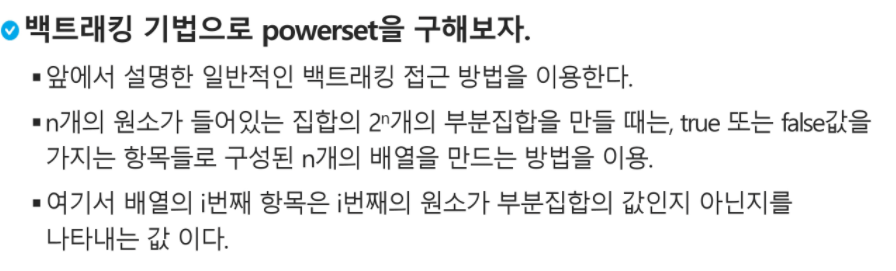 백트래킹 기법으로 powerset을 구해보자.
▪앞에서 설명한 일반적인 백트래킹 접근 방법을 이용한다.
▪n개의 원소가 들어있는 집합의 2ⁿ개의 부분집합을 만들 때는, true 또는 false값을
가지는 항목들로 구성된 n개의 배열을 만드는 방법을 이용.
▪여기서 배열의 i번째 항목은 i번째의 원소가 부분집합의 값인지 아닌지를
나타내는 값 이다.